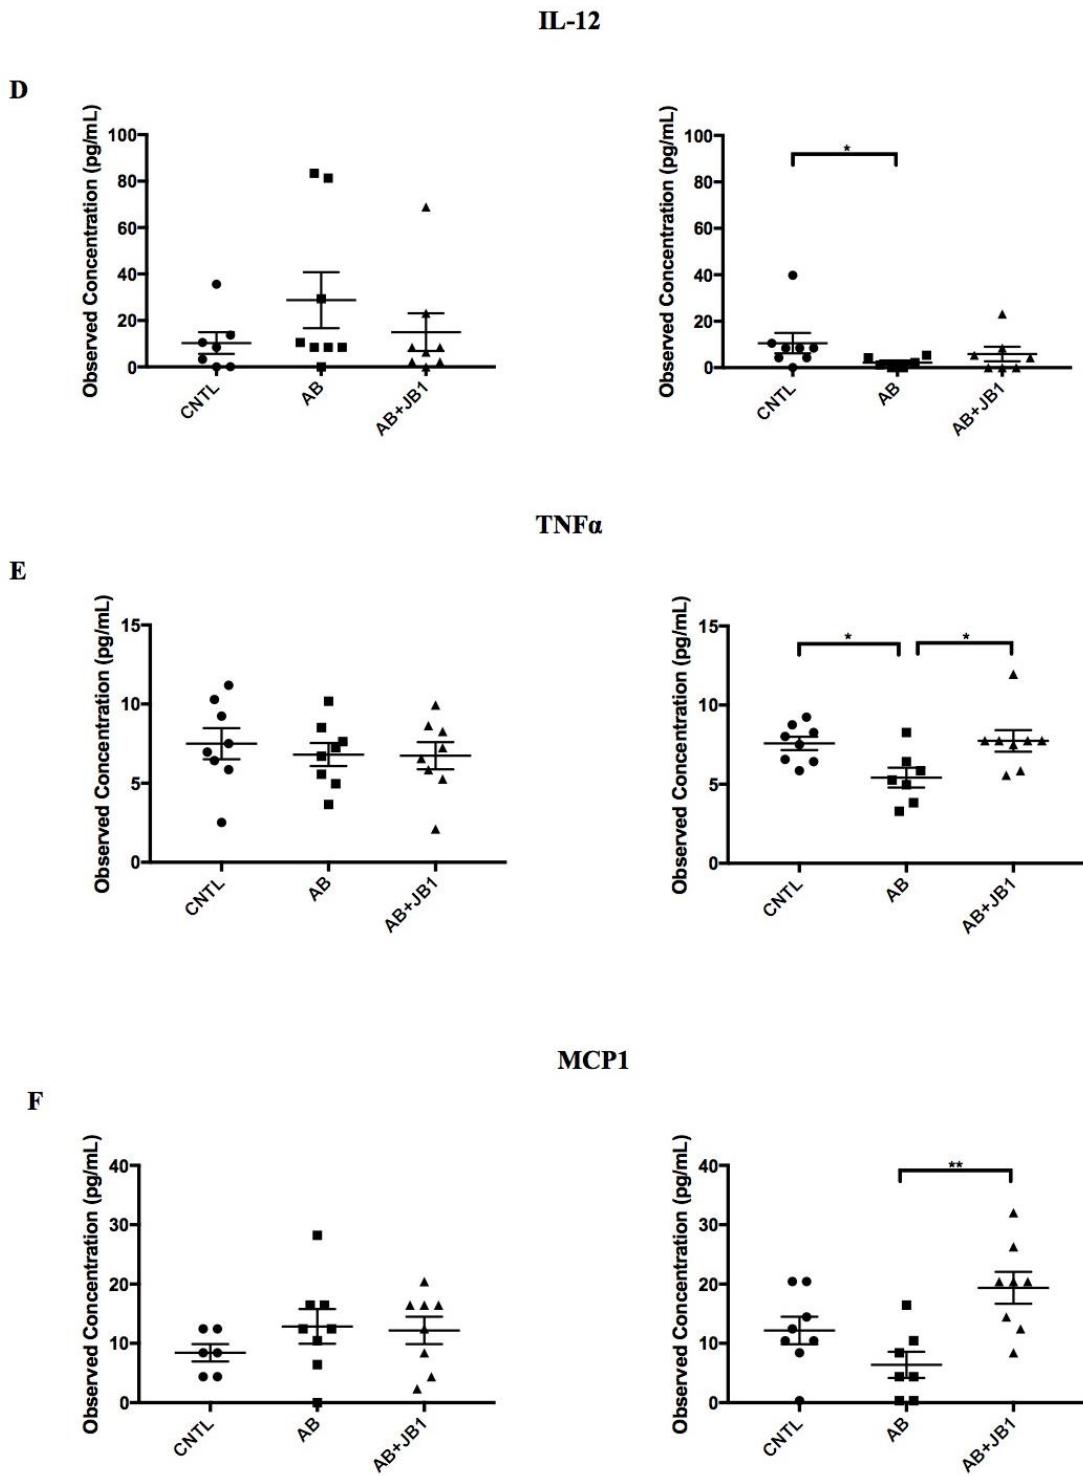 IL-12
D
Observed Concentration (pg/mL)
100
80
60
40
20
0
CNTL
AB
AB+JB1
Observed Concentration (pg/mL)
100
80
60
40
20
0
*
CNTL
AB
AB+JB1
TNFα
E
Observed Concentration (pg/mL)
15
10
5
0
CNTL
AB
AB+JB1
Observed Concentration (pg/mL)
15
10
5
0
*
*
CNTL
AB
AB+JB1
MCP1
F
Observed Concentration (pg/mL)
40
30
20
10
0
CNTL
AB
AB+JB1
Observed Concentration (pg/mL)
40
30
20
10
0
**
CNTL
AB
AB+JB1